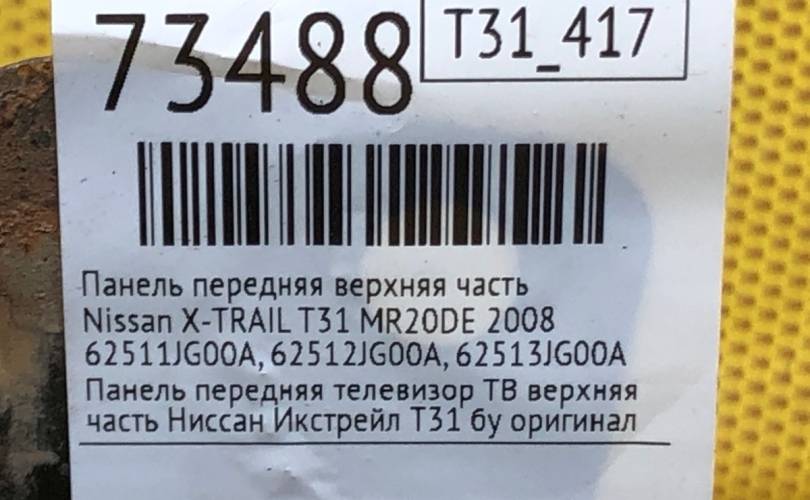 73488
T31_417
Панель передняя верхняя часть
Nissan X-TRAIL T31 MR20DE 2008
62511JG00A, 62512JG00A, 62513JG00A
Панель передняя телевизор ТВ верхняя
часть Ниссан Икстрейл Т31 бу оригинал